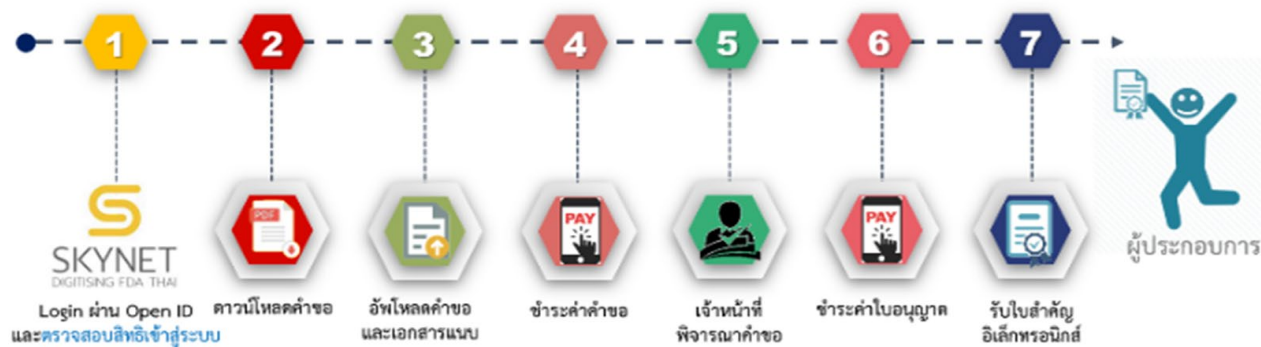 1 2 3 4 5 6 7
PDF
PAY
PAY
SKYNET
DIGITISING FDA THAI
Login ผ่าน Open ID
และตรวจสอบสิทธิเข้าสู่ระบบ
ดาวน์โหลดคำขอ
อัพโหลดคำขอ
และเอกสารแนบ
ชำระค่าคำขอ
เจ้าหน้าที่
พิจารณาคำขอ
ชำระค่าใบอนุญาต
รับใบสำคัญ
อิเล็กทรอนิกส์
ผู้ประกอบการ